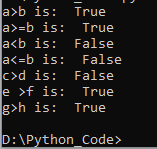 a>b is:  True
a>=b is:  True
a<b is:  False
a<=b is:  False
c>d is:  False
e >f is:  True
g>h is:  True
D:\Python_Code>